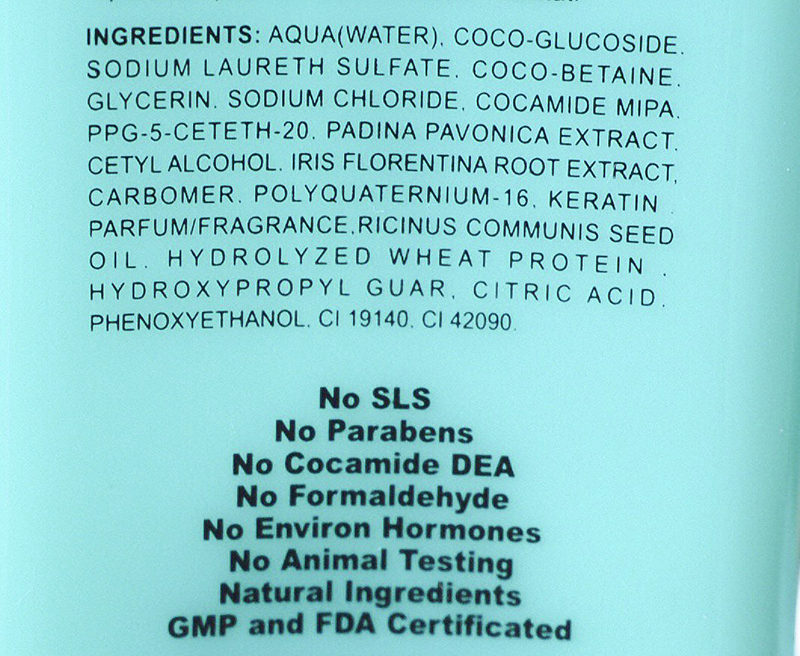 INGREDIENTS: AQUA(WATER), COCO-GLUCOSIDE,
SODIUM LAURETH SULFATE, COCO-BETAINE,
GLYCERIN, SODIUM CHLORIDE, COCAMIDE MIPA,
PPG-5-CETETH-20, PADINA PAVONICA EXTRACT,
CETYL ALCOHOL, IRIS FLORENTINA ROOT EXTRACT,
CARBOMER, POLYQUATERNIUM-16, KERATIN ,
PARFUM/FRAGRANCE,RICINUS COMMUNIS SEED
OIL, HYDROLYZED WHEAT PROTEIN ,
HYDROXYPROPYL GUAR, CITRIC ACID,
PHENOXYETHANOL, CI 19140, CI 42090.
No SLS
No Parabens
No Cocamide DEA
No Formaldehyde
No Environ Hormones
No Animal Testing
Natural Ingredients
GMP and FDA Certificated